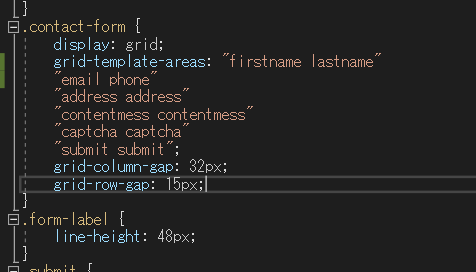 }
.contact-form {
display: grid;
grid-template-areas: "firstname lastname"
"email phone"
"address address"
"contentmess contentmess"
"captcha captcha"
"submit submit";
grid-column-gap: 32px;
grid-row-gap: 15px;
}
.form-label {
line-height: 48px;
}
.submit {